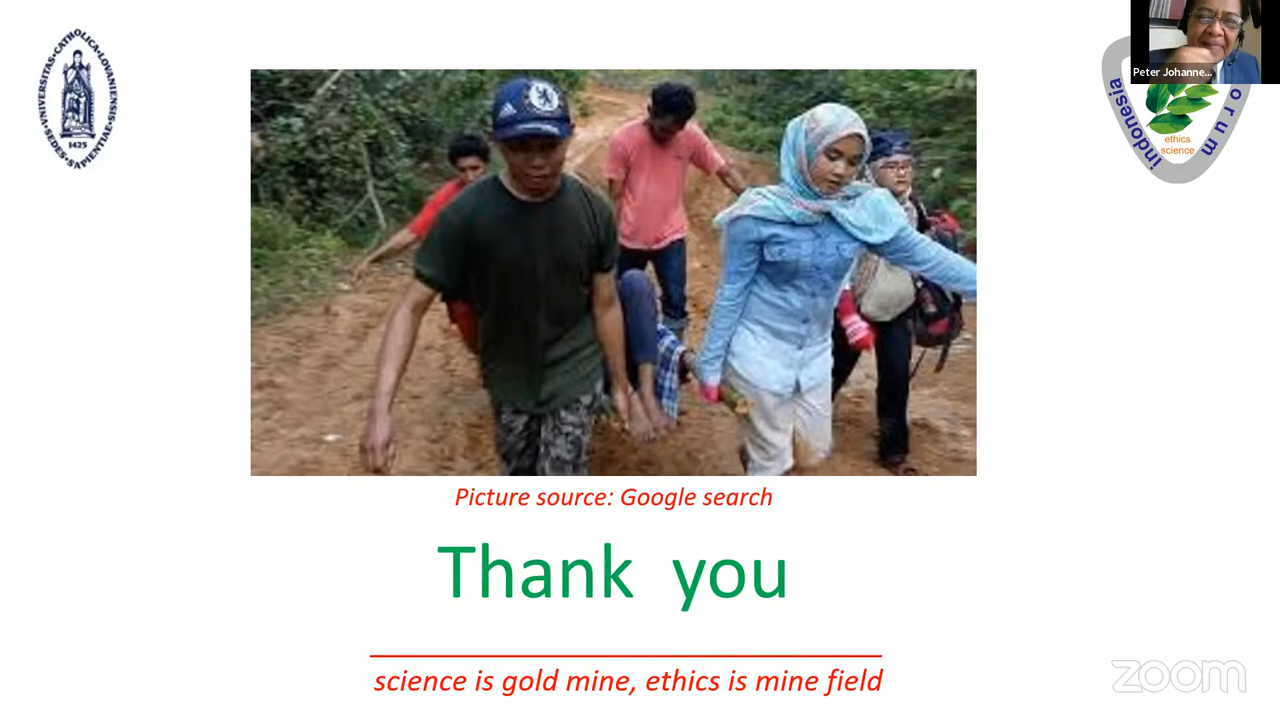 UNIVERSITAS CATHOLICA LOVANIENSIS
SEDES SAPIENTIAE
1425
Peter Johanne...
indonesia
orum
ethics
science
Picture source: Google search
Thank you
science is gold mine, ethics is mine field
zoom